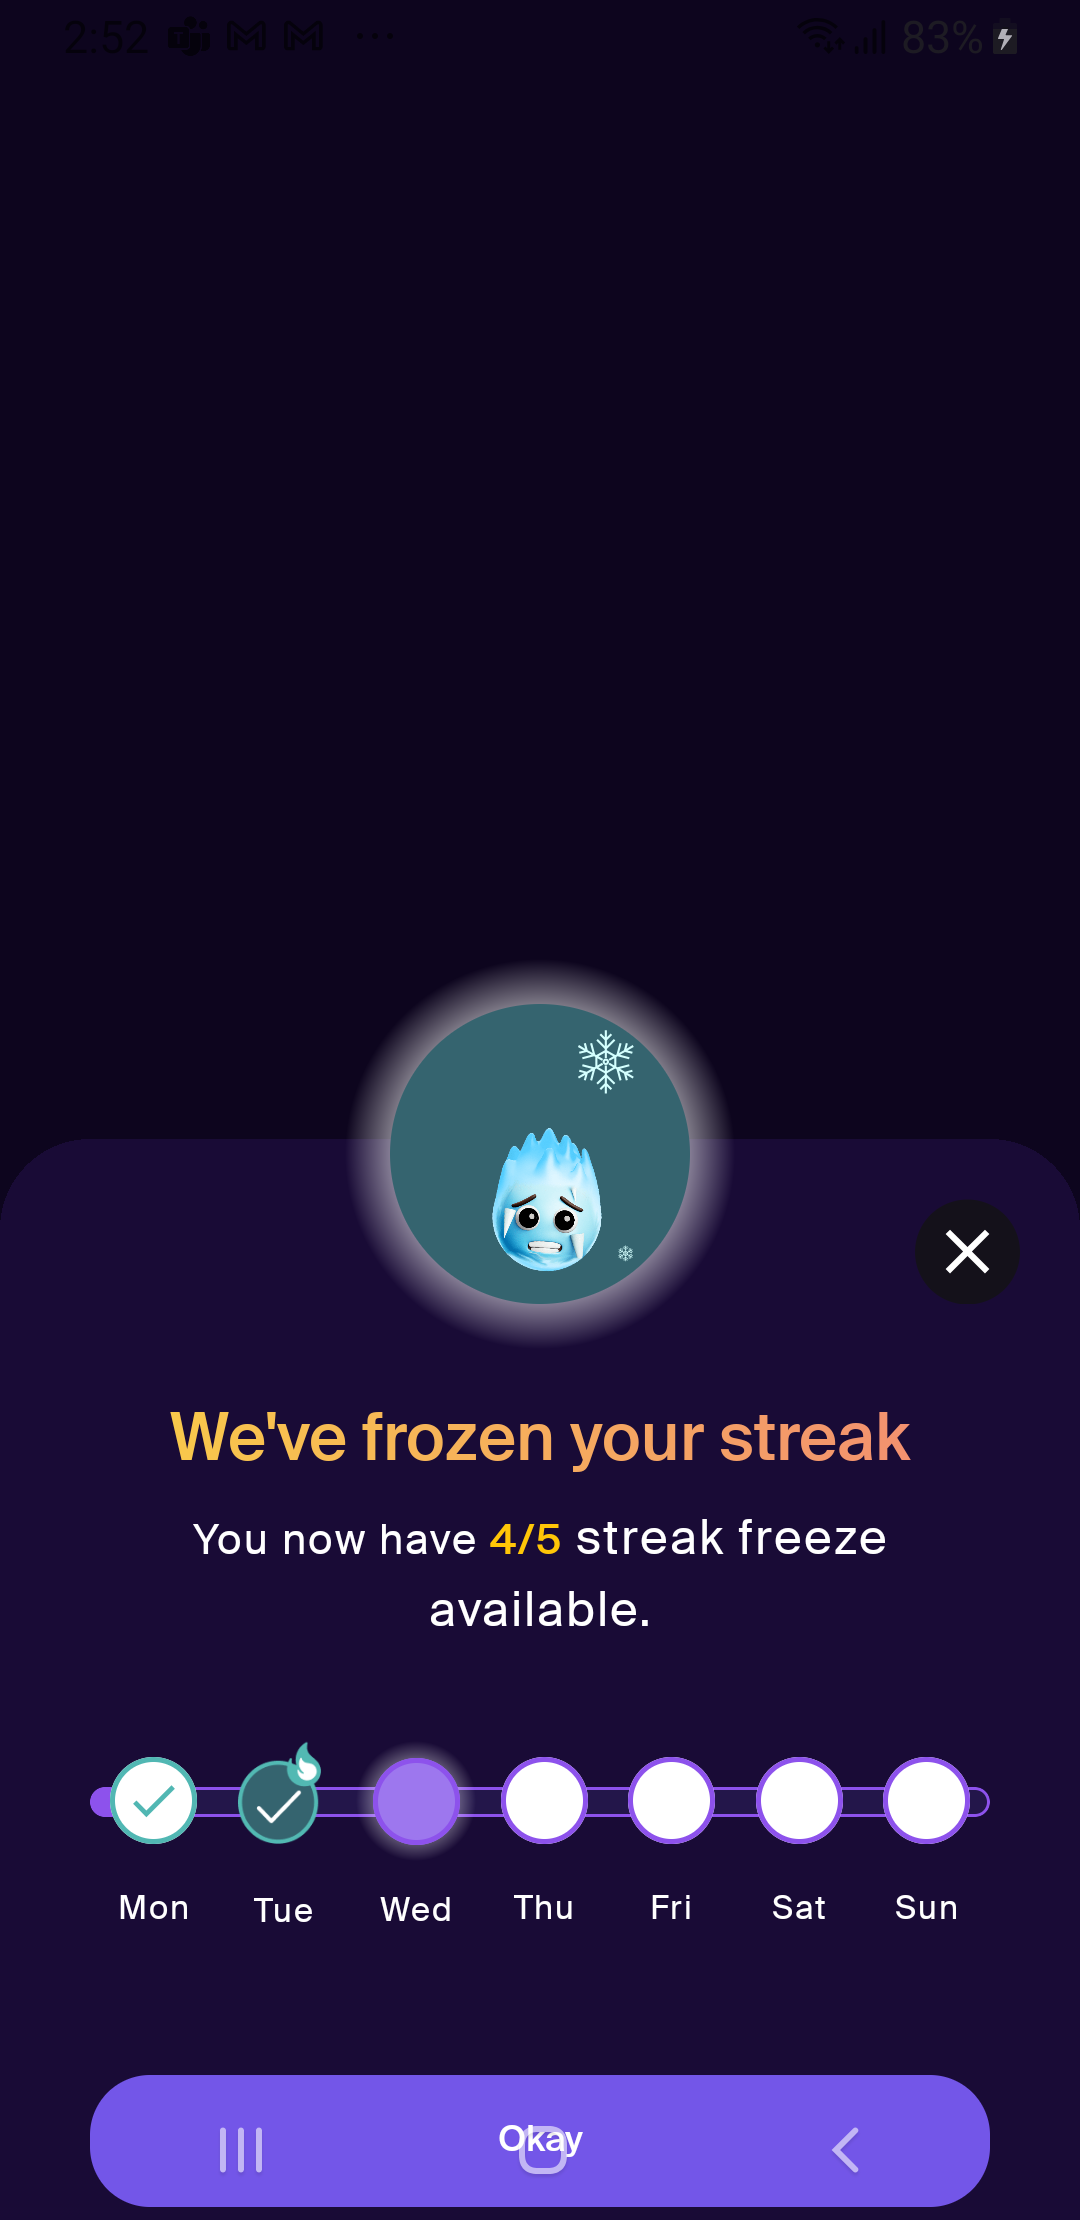 2:52
83%
We've frozen your streak
You now have 4/5 streak freeze
available.
Mon Tue Wed Thu Fri Sat Sun
Okay